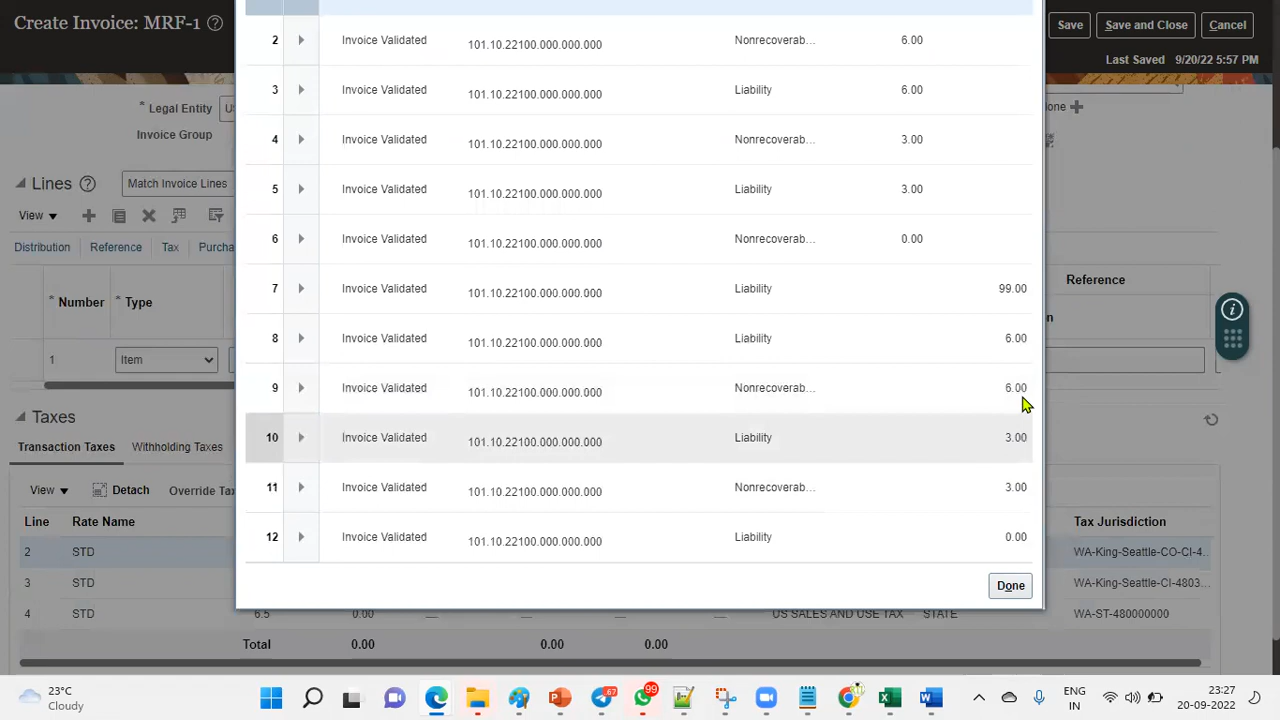 Create Invoice: MRF-1
Save
Save and Close
Cancel
Last Saved 9/20/22 5:57 PM
* Legal Entity
Invoice Group
Lines
Match Invoice Lines
View
Distribution Reference Tax Purcha
* Number * Type
Reference
1 Item
2 Invoice Validated 101.10.22100.000.000.000 Nonrecoverab... 6.00
3 Invoice Validated 101.10.22100.000.000.000 Liability 6.00
4 Invoice Validated 101.10.22100.000.000.000 Nonrecoverab... 3.00
5 Invoice Validated 101.10.22100.000.000.000 Liability 3.00
6 Invoice Validated 101.10.22100.000.000.000 Nonrecoverab... 0.00
7 Invoice Validated 101.10.22100.000.000.000 Liability 99.00
8 Invoice Validated 101.10.22100.000.000.000 Liability 6.00
9 Invoice Validated 101.10.22100.000.000.000 Nonrecoverab... 6.00
10 Invoice Validated 101.10.22100.000.000.000 Liability 3.00
11 Invoice Validated 101.10.22100.000.000.000 Nonrecoverab... 3.00
12 Invoice Validated 101.10.22100.000.000.000 Liability 0.00
Done
Taxes
Transaction Taxes Withholding Taxes
View Detach Override Tax
Line Rate Name Tax Jurisdiction
2 STD WA-King-Seattle-CO-CI-4...
3 STD WA-King-Seattle-CI-4803...
4 STD 6.5 0.00 US SALES AND USE TAX STATE WA-ST-480000000
Total 0.00 0.00 0.00
23°C
Cloudy
67
99
ENG
IN
23:27
20-09-2022